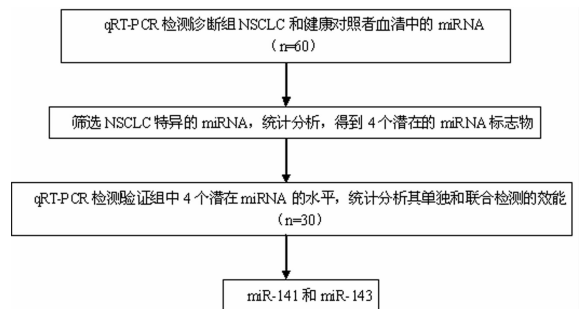 qRT-PCR 检测诊断组 NSCLC 和健康对照者血清中的 miRNA
（n=60）
筛选 NSCLC 特异的 miRNA，统计分析，得到 4 个潜在的 miRNA 标志物
qRT-PCR 检测验证组中 4 个潜在 miRNA 的水平，统计分析其单独和联合检测的效能
（n=30）
miR-141 和 miR-143